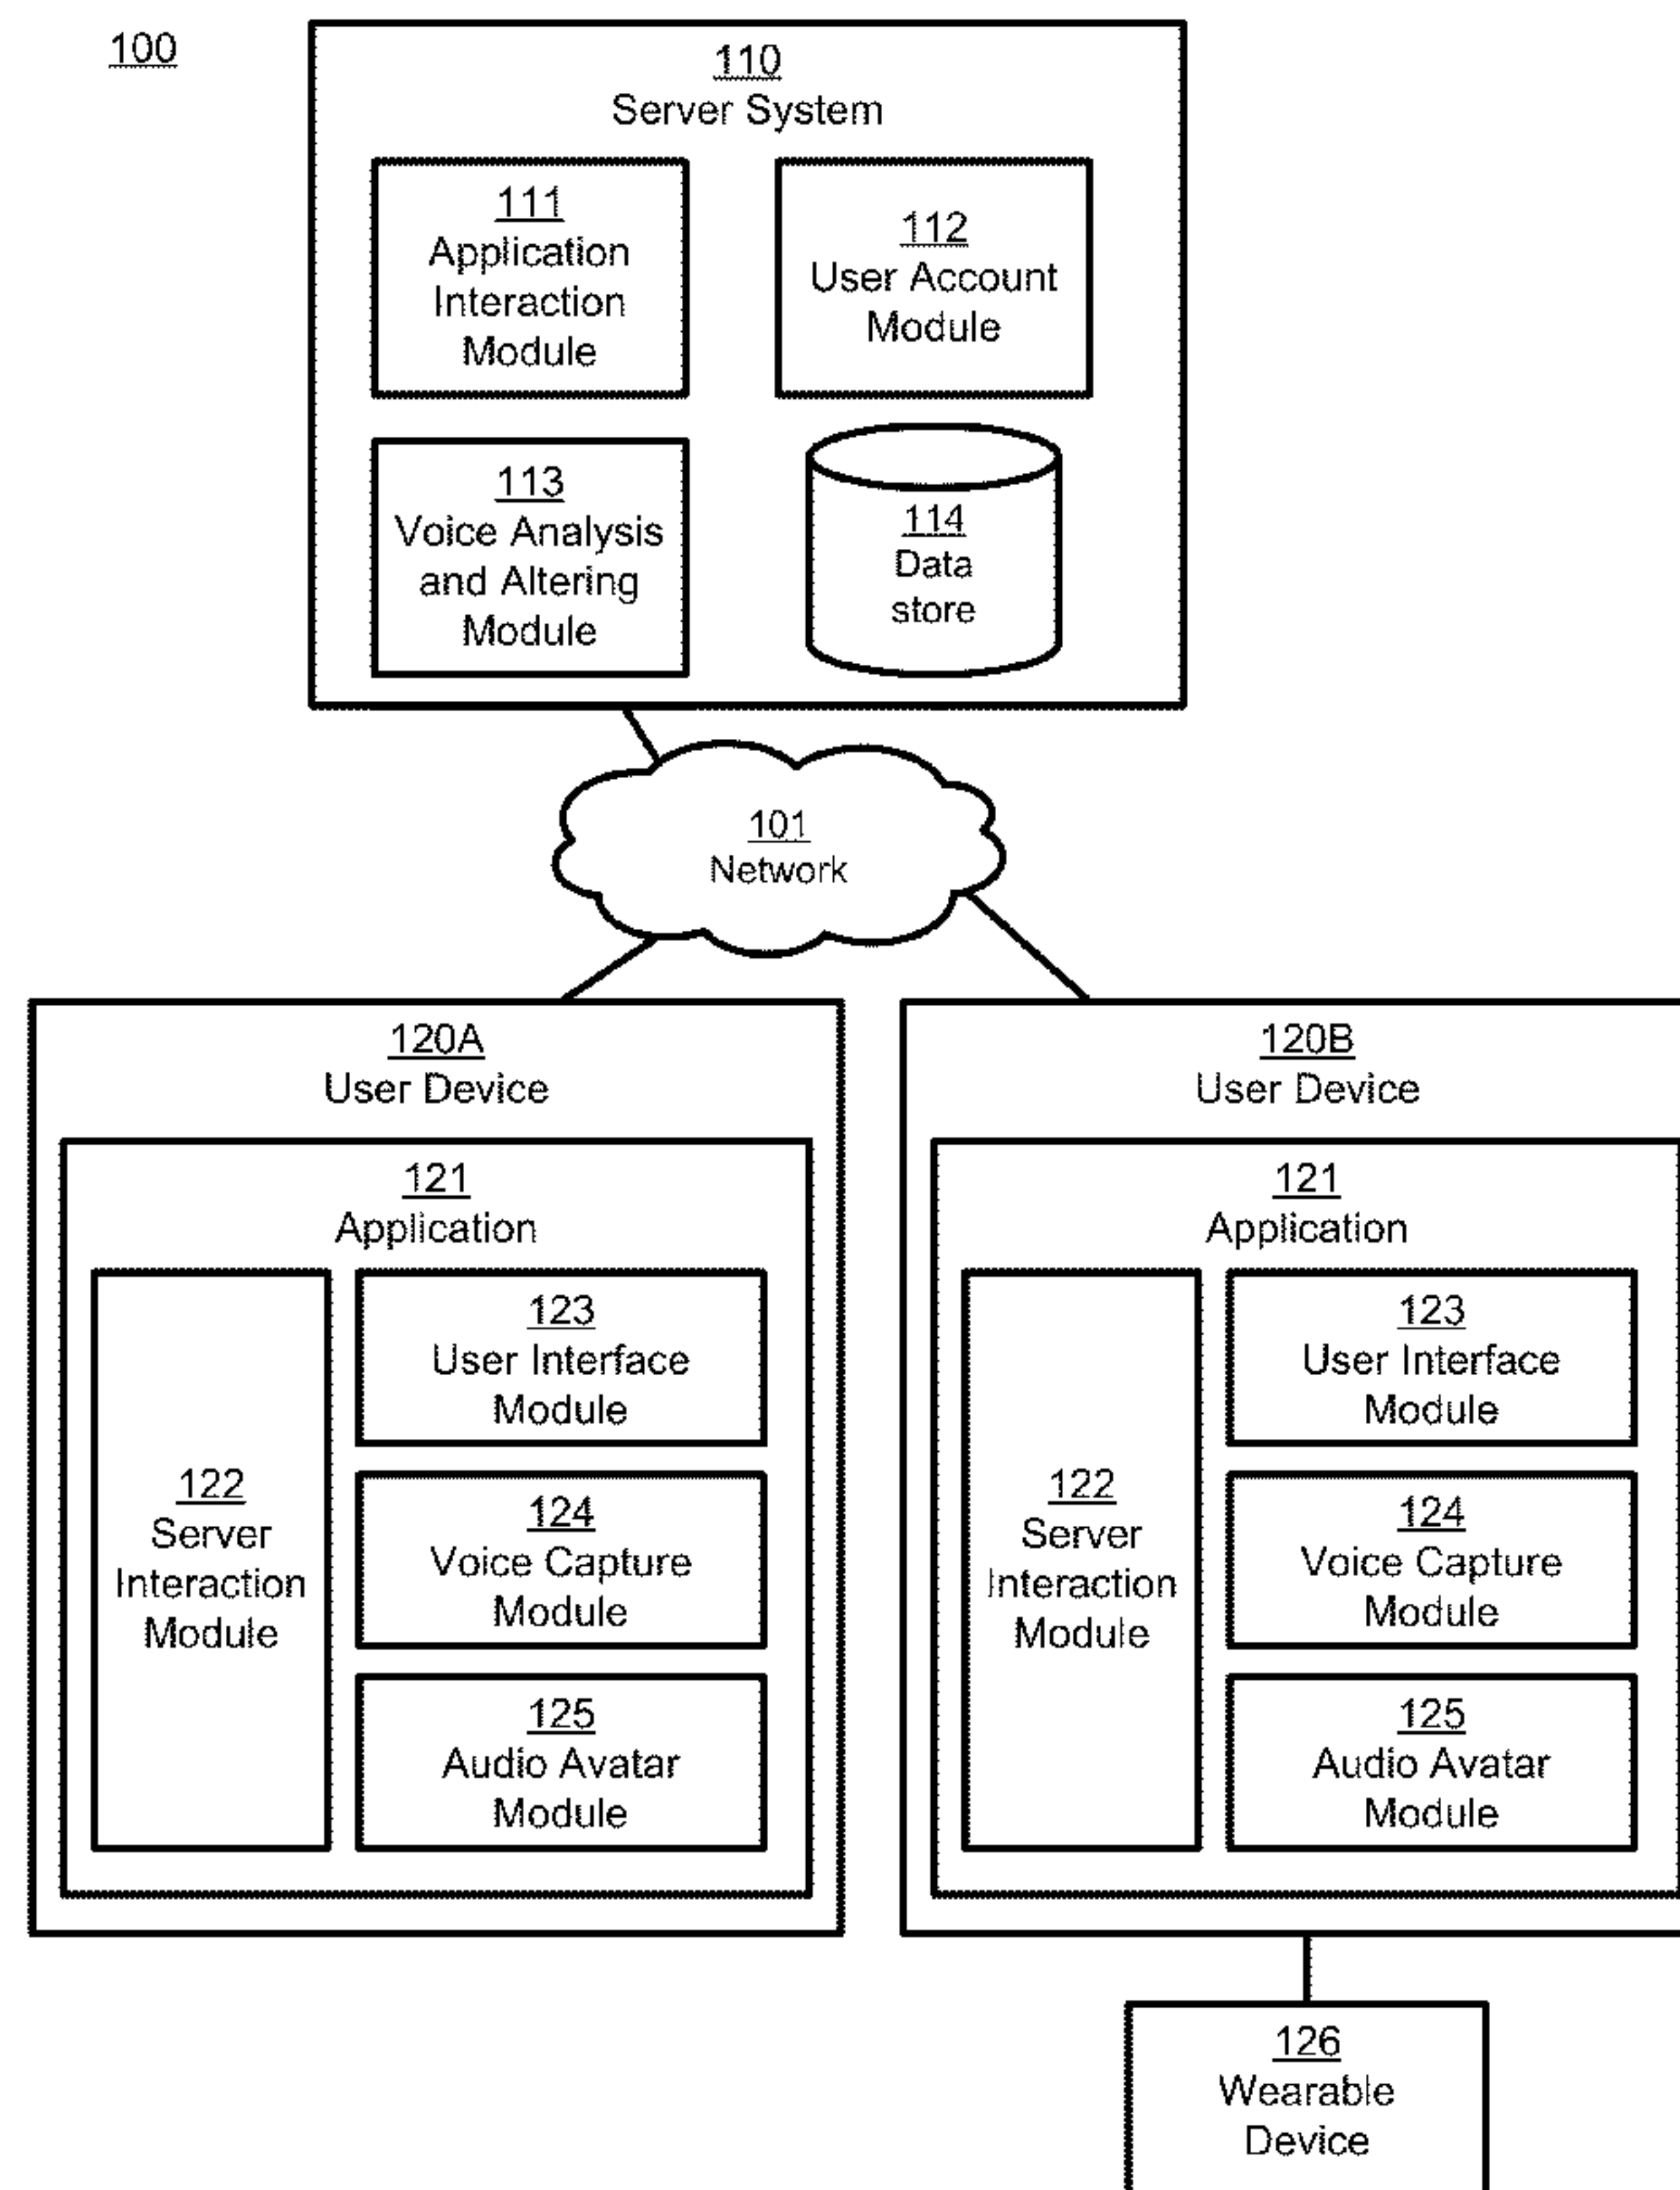 100
110
Server System
111
Application
Interaction
Module
112
User Account
Module
113
Voice Analysis
and Altering
Module
114
Data
store
101
Network
120A
User Device
121
Application
122
Server
Interaction
Module
123
User Interface
Module
124
Voice Capture
Module
125
Audio Avatar
Module
120B
User Device
121
Application
122
Server
Interaction
Module
123
User Interface
Module
124
Voice Capture
Module
125
Audio Avatar
Module
126
Wearable
Device